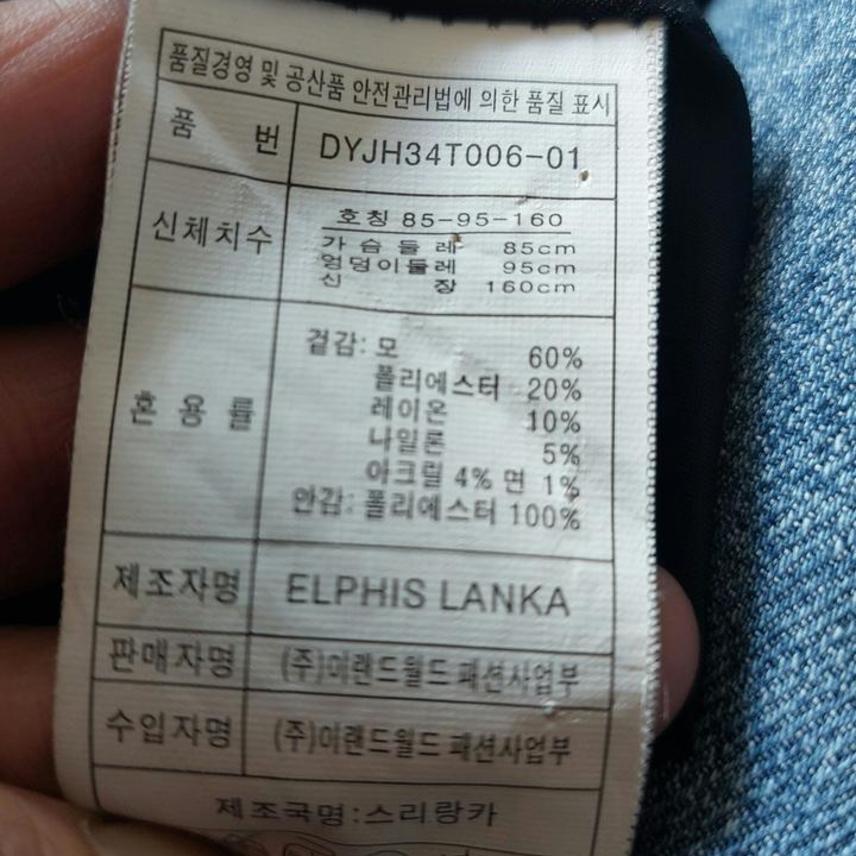 품질경영 및 공산품 안전관리법에 의한 품질 표시
품 번 DYJH34T006-01
신체치수 호칭 85-95-160
가슴둘레 85cm
엉덩이둘레 95cm
신 장 160cm
혼용률 겉감: 모 60%
폴리에스터 20%
레이온 10%
나일론 5%
아크릴 4% 면 1%
안감: 폴리에스터 100%
제조자명 ELPHIS LANKA
판매자명 (주)이랜드월드 패션사업부
수입자명 (주)이랜드월드 패션사업부
제조국명:스리랑카